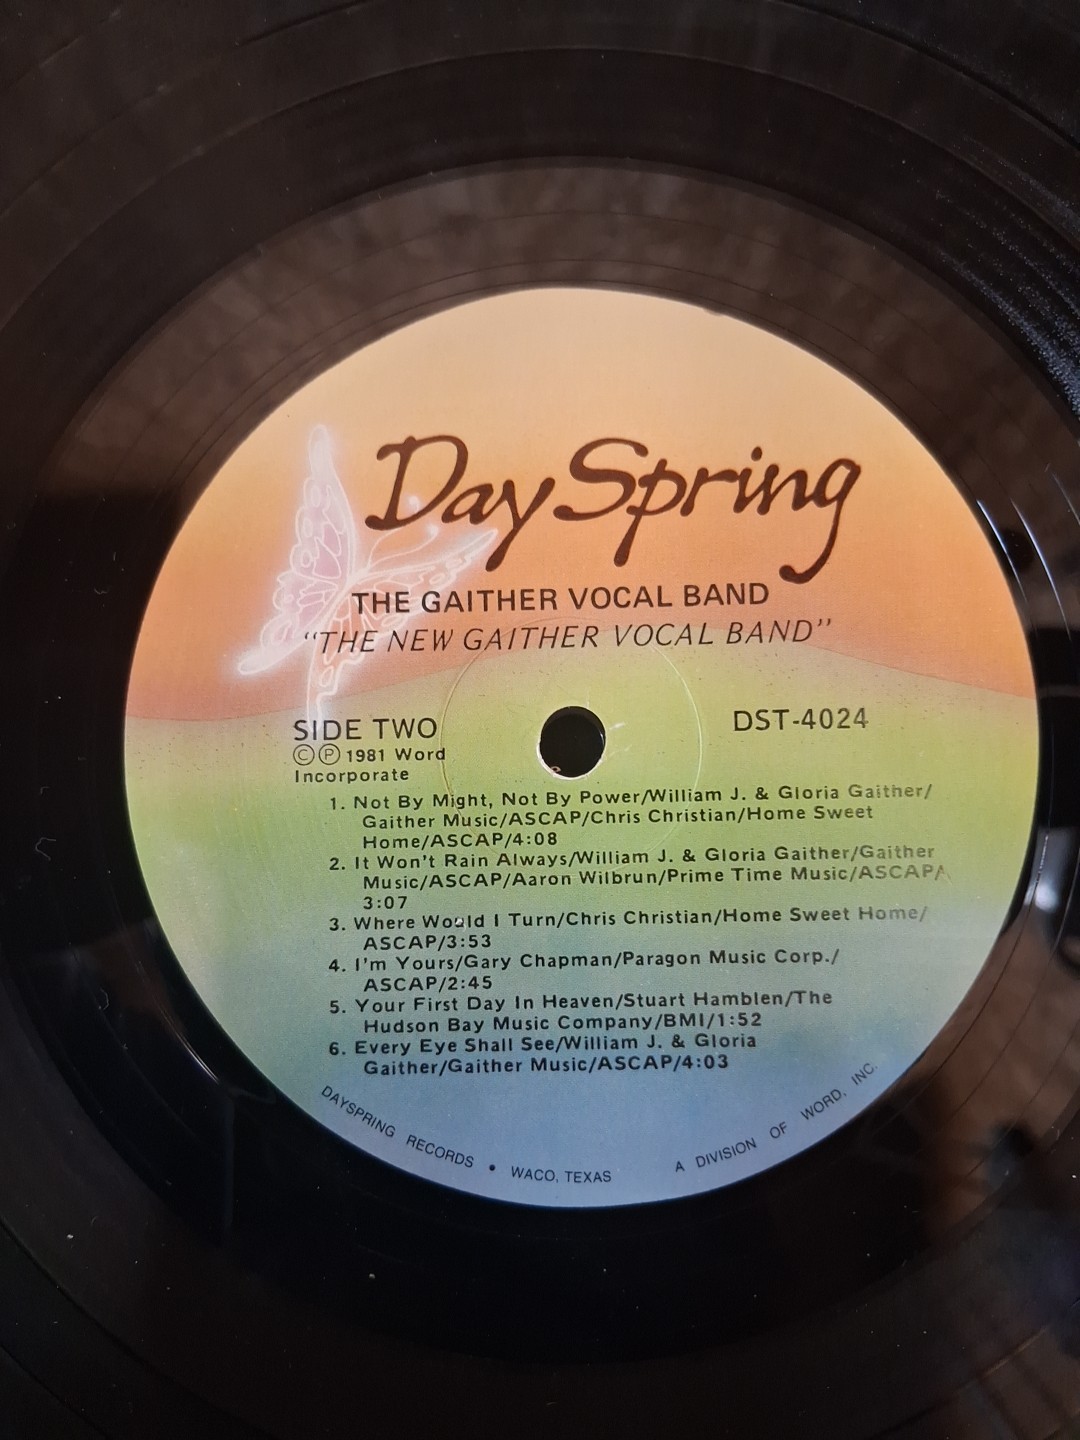 Day Spring
THE GAITHER VOCAL BAND
"THE NEW GAITHER VOCAL BAND"
SIDE TWO
DST-4024
©℗ 1981 Word
Incorporate
1. Not By Might, Not By Power/William J. & Gloria Gaither/
Gaither Music/ASCAP/Chris Christian/Home Sweet
Home/ASCAP/4:08
2. It Won't Rain Always/William J. & Gloria Gaither/Gaither
Music/ASCAP/Aaron Wilbrun/Prime Time Music/ASCAP/
3:07
3. Where Would I Turn/Chris Christian/Home Sweet Home/
ASCAP/3:53
4. I'm Yours/Gary Chapman/Paragon Music Corp./
ASCAP/2:45
5. Your First Day In Heaven/Stuart Hamblen/The
Hudson Bay Music Company/BMI/1:52
6. Every Eye Shall See/William J. & Gloria
Gaither/Gaither Music/ASCAP/4:03
DAYSPRING RECORDS • WACO, TEXAS A DIVISION OF WORD, INC.